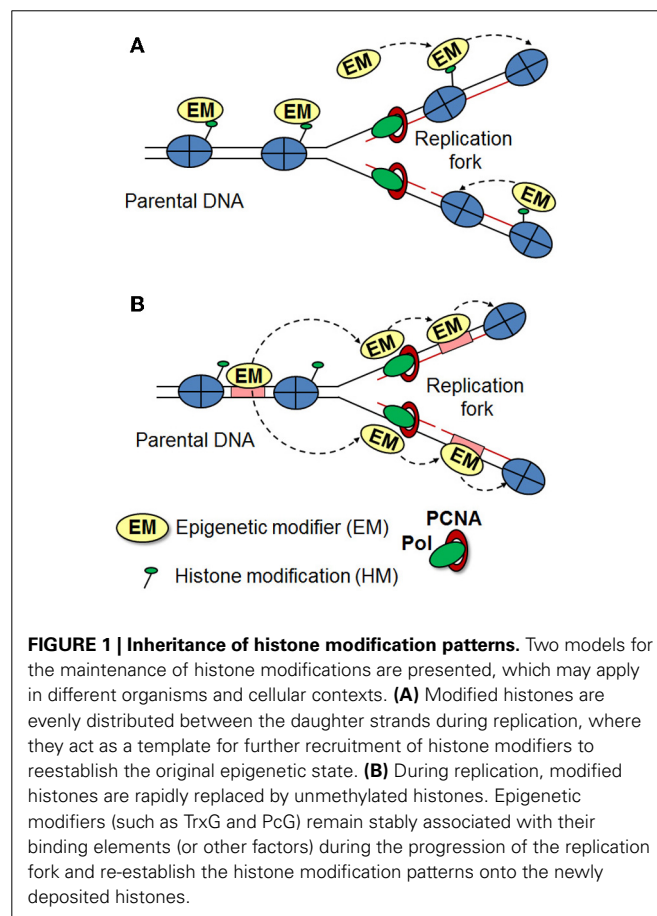 A
EM
EM
EM
EM
Replication
fork
Parental DNA
EM
B
EM
EM
EM
Replication
fork
Parental DNA
EM
EM
EM Epigenetic modifier (EM)
PCNA
Pol
Histone modification (HM)
FIGURE 1 | Inheritance of histone modification patterns. Two models for
the maintenance of histone modifications are presented, which may apply
in different organisms and cellular contexts. (A) Modified histones are
evenly distributed between the daughter strands during replication, where
they act as a template for further recruitment of histone modifiers to
reestablish the original epigenetic state. (B) During replication, modified
histones are rapidly replaced by unmethylated histones. Epigenetic
modifiers (such as TrxG and PcG) remain stably associated with their
binding elements (or other factors) during the progression of the replication
fork and re-establish the histone modification patterns onto the newly
deposited histones.